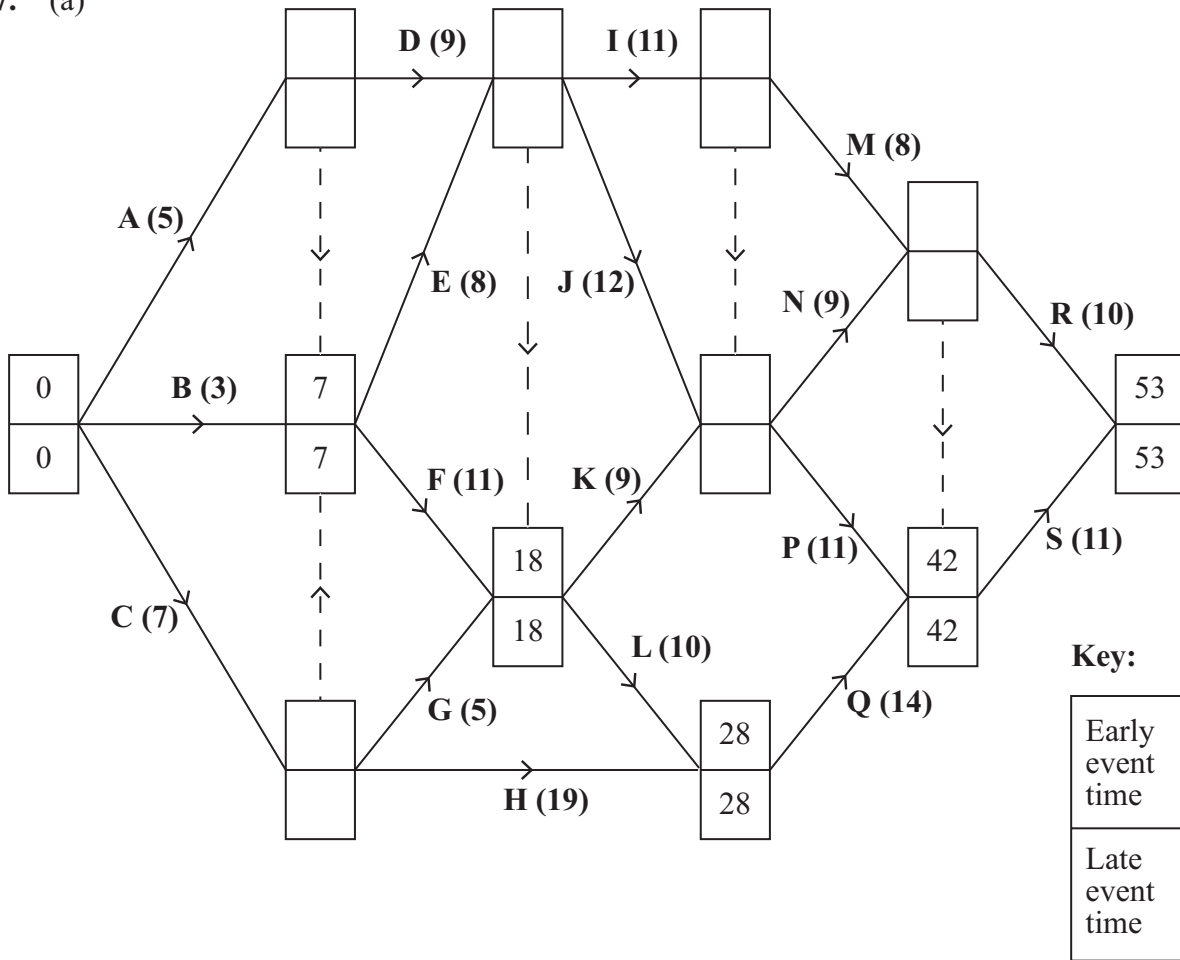 7. (a)
D (9)
I (11)
M (8)
A (5)
E (8)
J (12)
N (9)
R (10)
0
0
B (3)
7
7
53
53
F (11)
K (9)
P (11)
S (11)
C (7)
18
18
42
42
L (10)
G (5)
Q (14)
H (19)
28
28
Key:
Early
event
time
Late
event
time